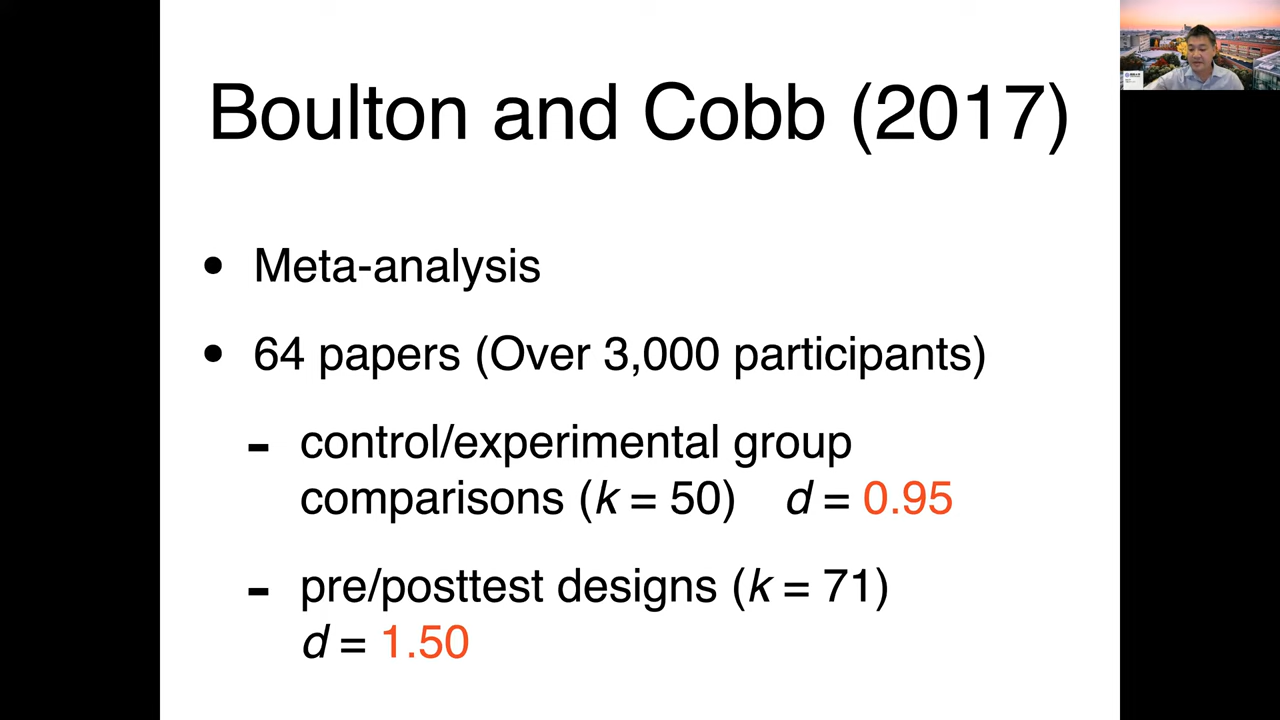 Boulton and Cobb (2017)
• Meta-analysis
• 64 papers (Over 3,000 participants)
- control/experimental group
comparisons (k = 50) d = 0.95
- pre/posttest designs (k = 71)
d = 1.50